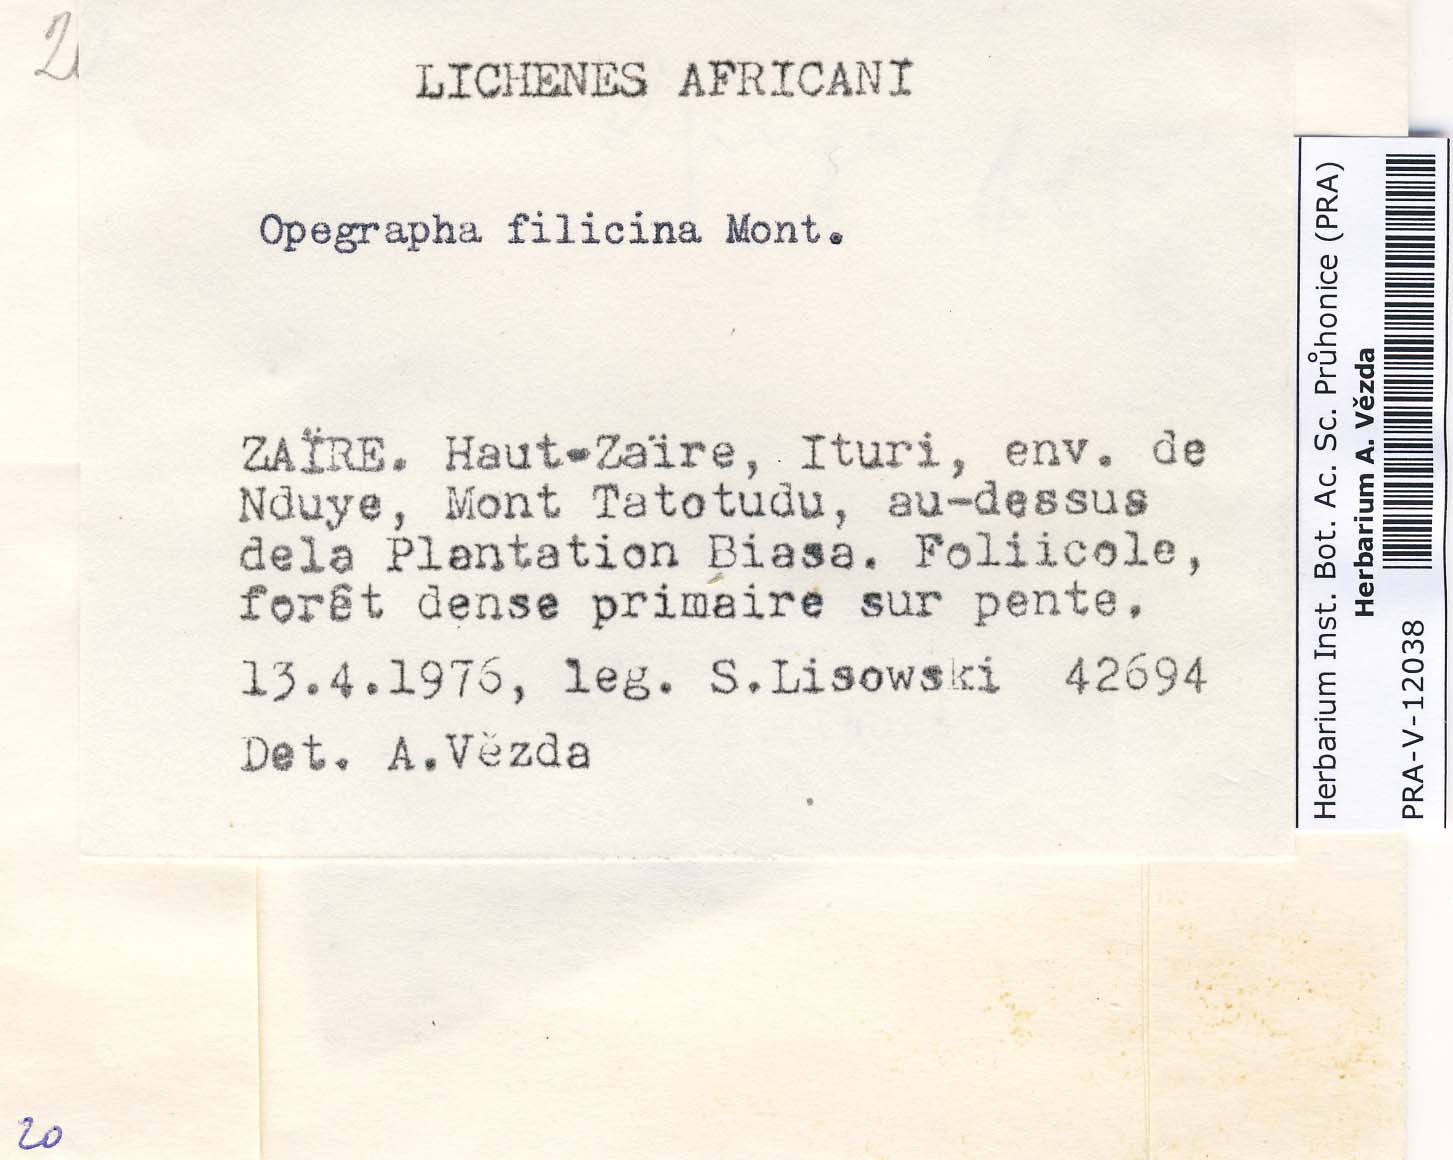 LICHENES AFRICANI
Opegrapha filicina Mont.
ZAÏRE. Haut-Zaïre, Ituri, env. de
Nduye, Mont Tatotudu, au-dessus
dela Plantation Biasa. Foliicole,
forêt dense primaire sur pente.
13.4.1976, leg. S.Lisowski 42694
Det. A.Vězda
Herbarium Inst. Bot. Ac. Sc. Průhonice (PRA)
Herbarium A. Vězda
PRA-V-12038
20